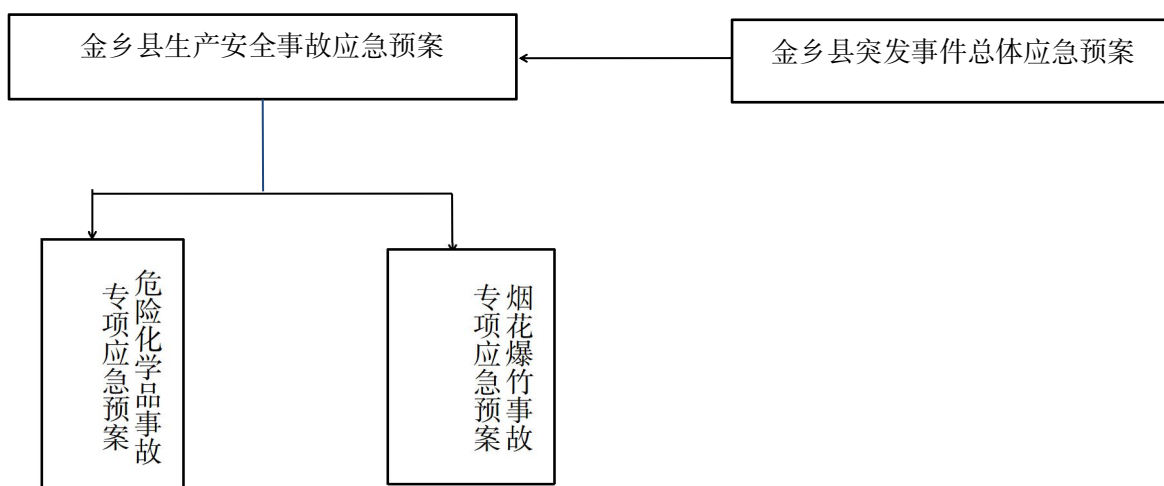 金乡县生产安全事故应急预案
金乡县突发事件总体应急预案
危险化学品事故
专项应急预案
烟花爆竹事故
专项应急预案